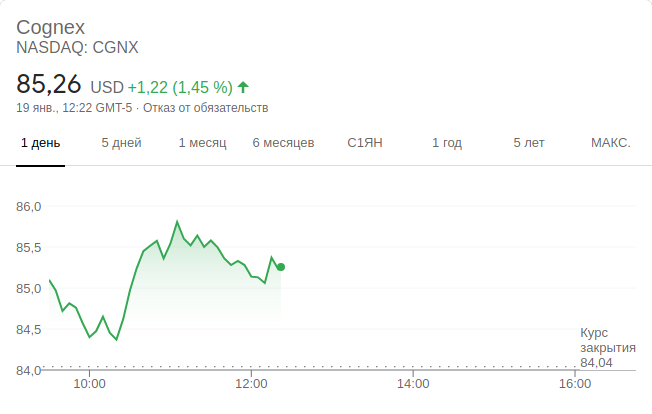 Cognex
NASDAQ: CGNX
85,26 USD +1,22 (1,45 %)
19 янв., 12:22 GMT-5 · Отказ от обязательств
1 день 5 дней 1 месяц 6 месяцев С1ЯН 1 год 5 лет МАКС.
86,0
85,5
85,0
84,5
Курс
закрытия
84,04
84,0
10:00 12:00 14:00 16:00